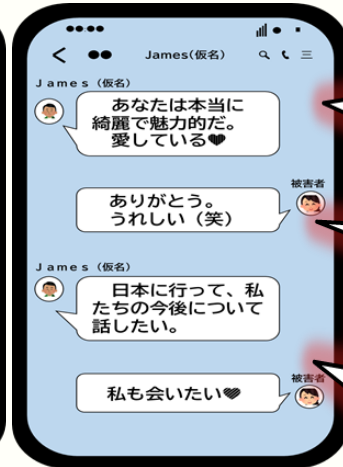 James(仮名)
James（仮名）
あなたは本当に
綺麗で魅力的だ。
愛している♥
被害者
ありがとう。
うれしい（笑）
James（仮名）
日本に行って、私
たちの今後について
話したい。
被害者
私も会いたい♥